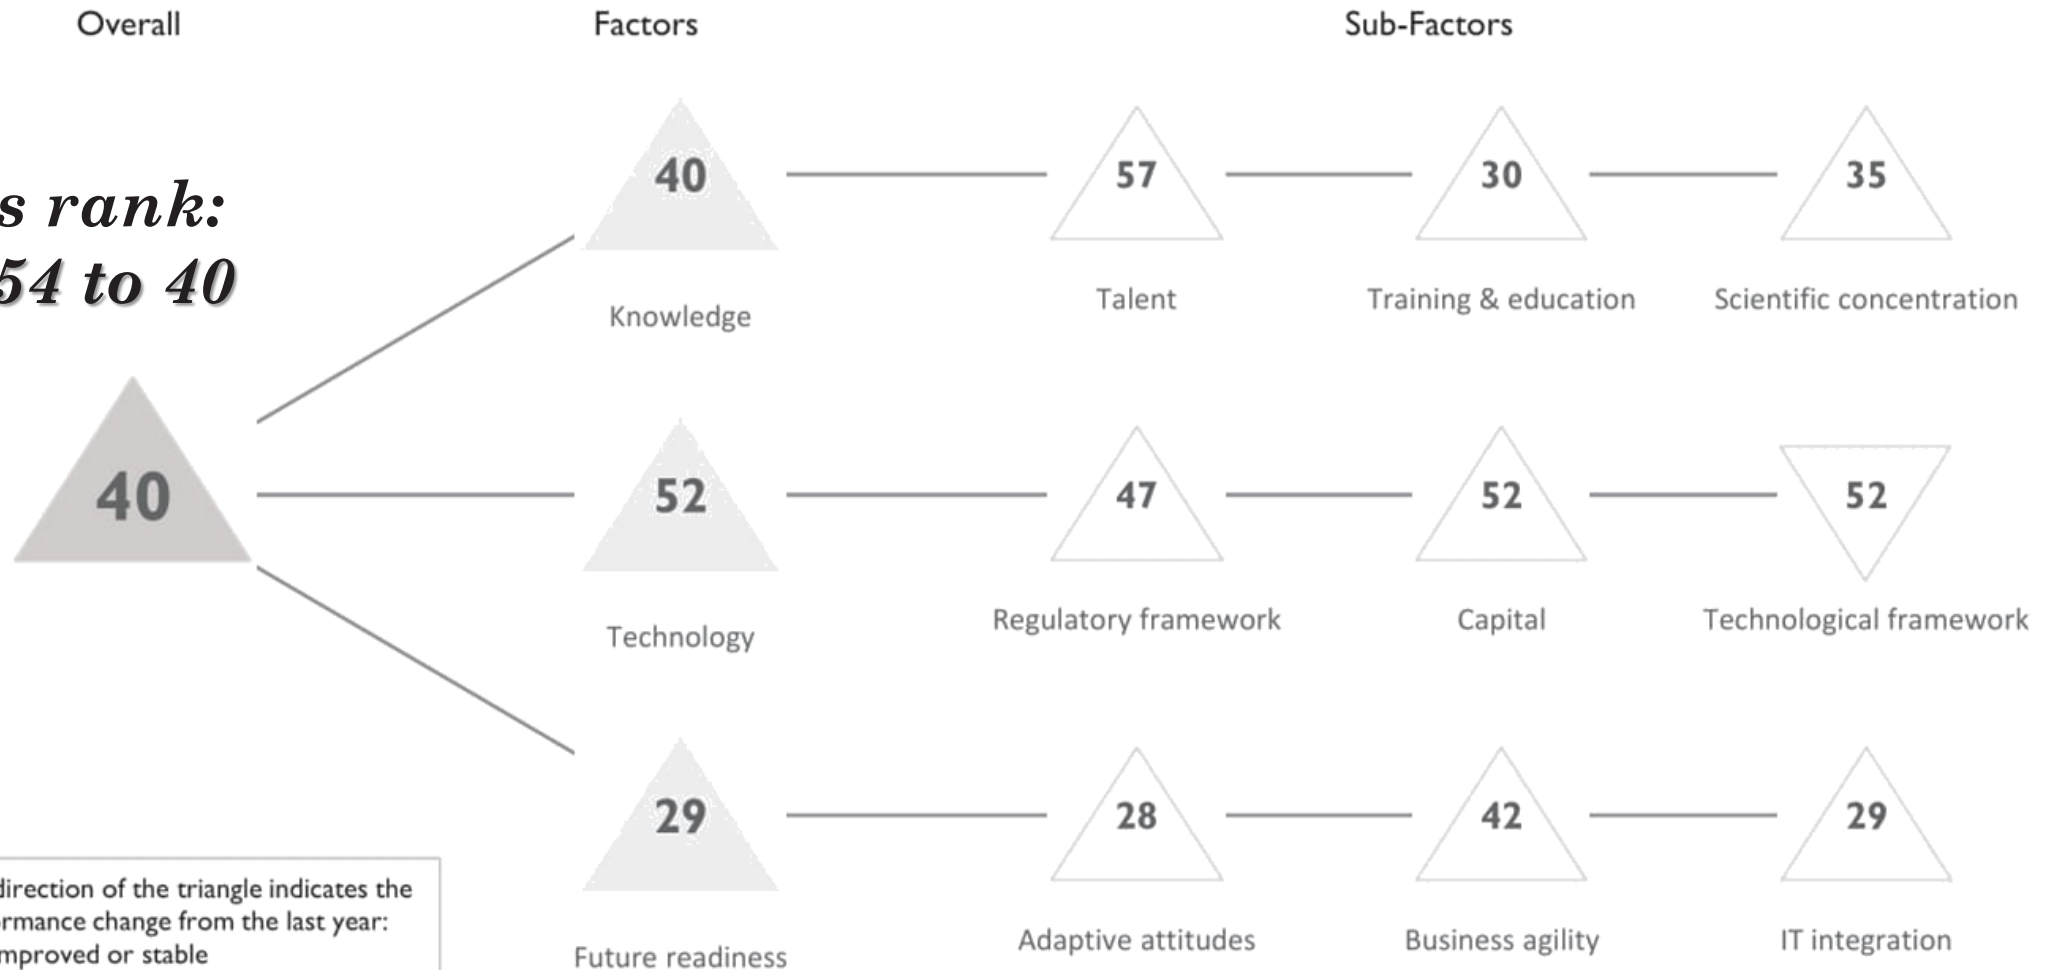 Overall
Factors
Sub-Factors
s rank:
54 to 40
40
40
57
30
35
Knowledge
Talent
Training & education
Scientific concentration
52
47
52
52
Technology
Regulatory framework
Capital
Technological framework
29
28
42
29
Future readiness
Adaptive attitudes
Business agility
IT integration
direction of the triangle indicates the
rmance change from the last year:
mproved or stable